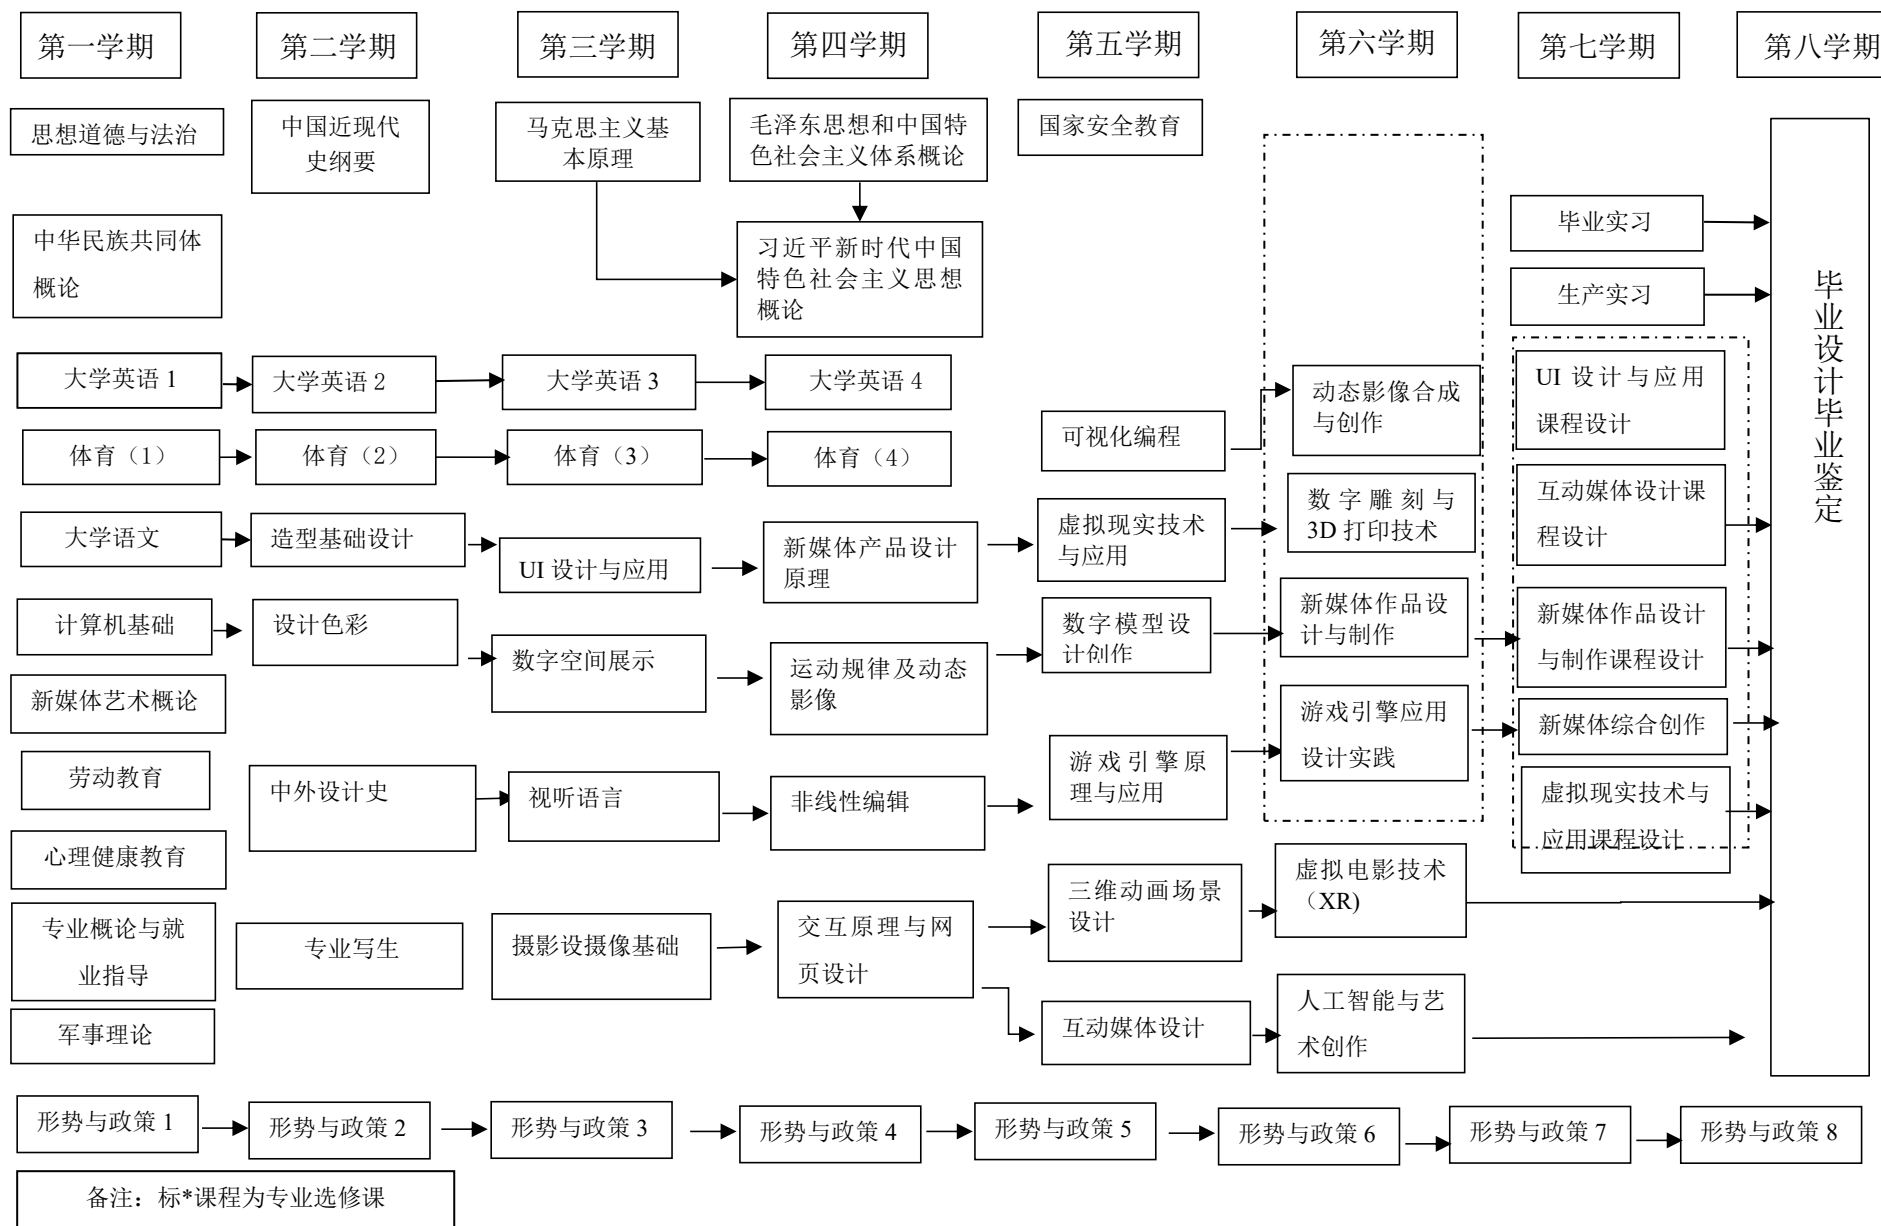 第一学期
第二学期
第三学期
第四学期
第五学期
第六学期
第七学期
第八学期
思想道德与法治
中国近现代
史纲要
马克思主义基
本原理
毛泽东思想和中国特
色社会主义体系概论
国家安全教育
中华民族共同体
概论
习近平新时代中国
特色社会主义思想
概论
毕业实习
生产实习
毕业设计毕业鉴定
大学英语 1
大学英语 2
大学英语 3
大学英语 4
动态影像合成
与创作
UI 设计与应用
课程设计
体育（1）
体育（2）
体育（3）
体育（4）
可视化编程
数字雕刻与
3D 打印技术
互动媒体设计课
程设计
大学语文
造型基础设计
UI 设计与应用
新媒体产品设计
原理
虚拟现实技术
与应用
计算机基础
设计色彩
数字空间展示
运动规律及动态
影像
数字模型设
计创作
新媒体作品设
计与制作
新媒体作品设计
与制作课程设计
新媒体艺术概论
游戏引擎应用
设计实践
新媒体综合创作
劳动教育
中外设计史
视听语言
非线性编辑
游戏引擎原
理与应用
虚拟现实技术与
应用课程设计
心理健康教育
三维动画场景
设计
虚拟电影技术
（XR)
专业概论与就
业指导
专业写生
摄影设摄像基础
交互原理与网
页设计
军事理论
互动媒体设计
人工智能与艺
术创作
形势与政策 1
形势与政策 2
形势与政策 3
形势与政策 4
形势与政策 5
形势与政策 6
形势与政策 7
形势与政策 8
备注：标*课程为专业选修课